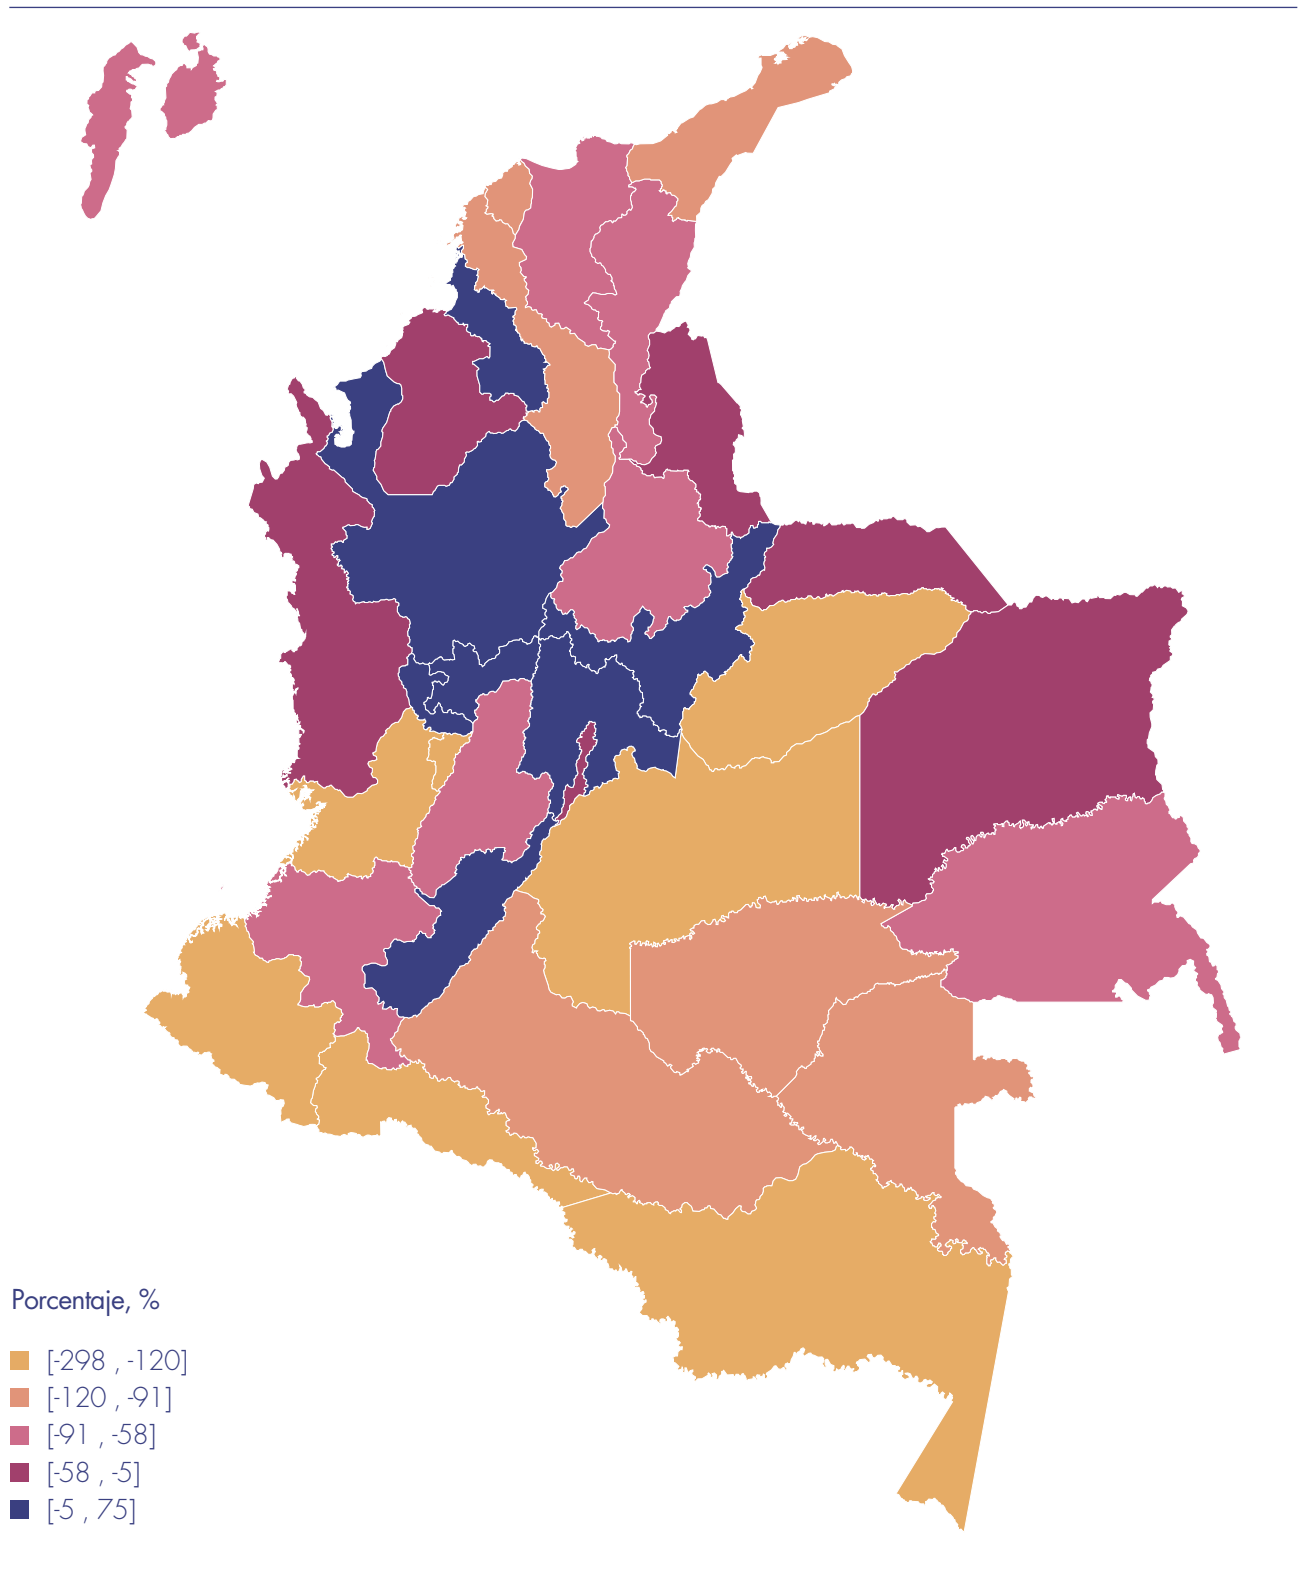 Porcentaje, %
[-298 , -120]
[-120 , -91]
[-91 , -58]
[-58 , -5]
[-5 , 75]